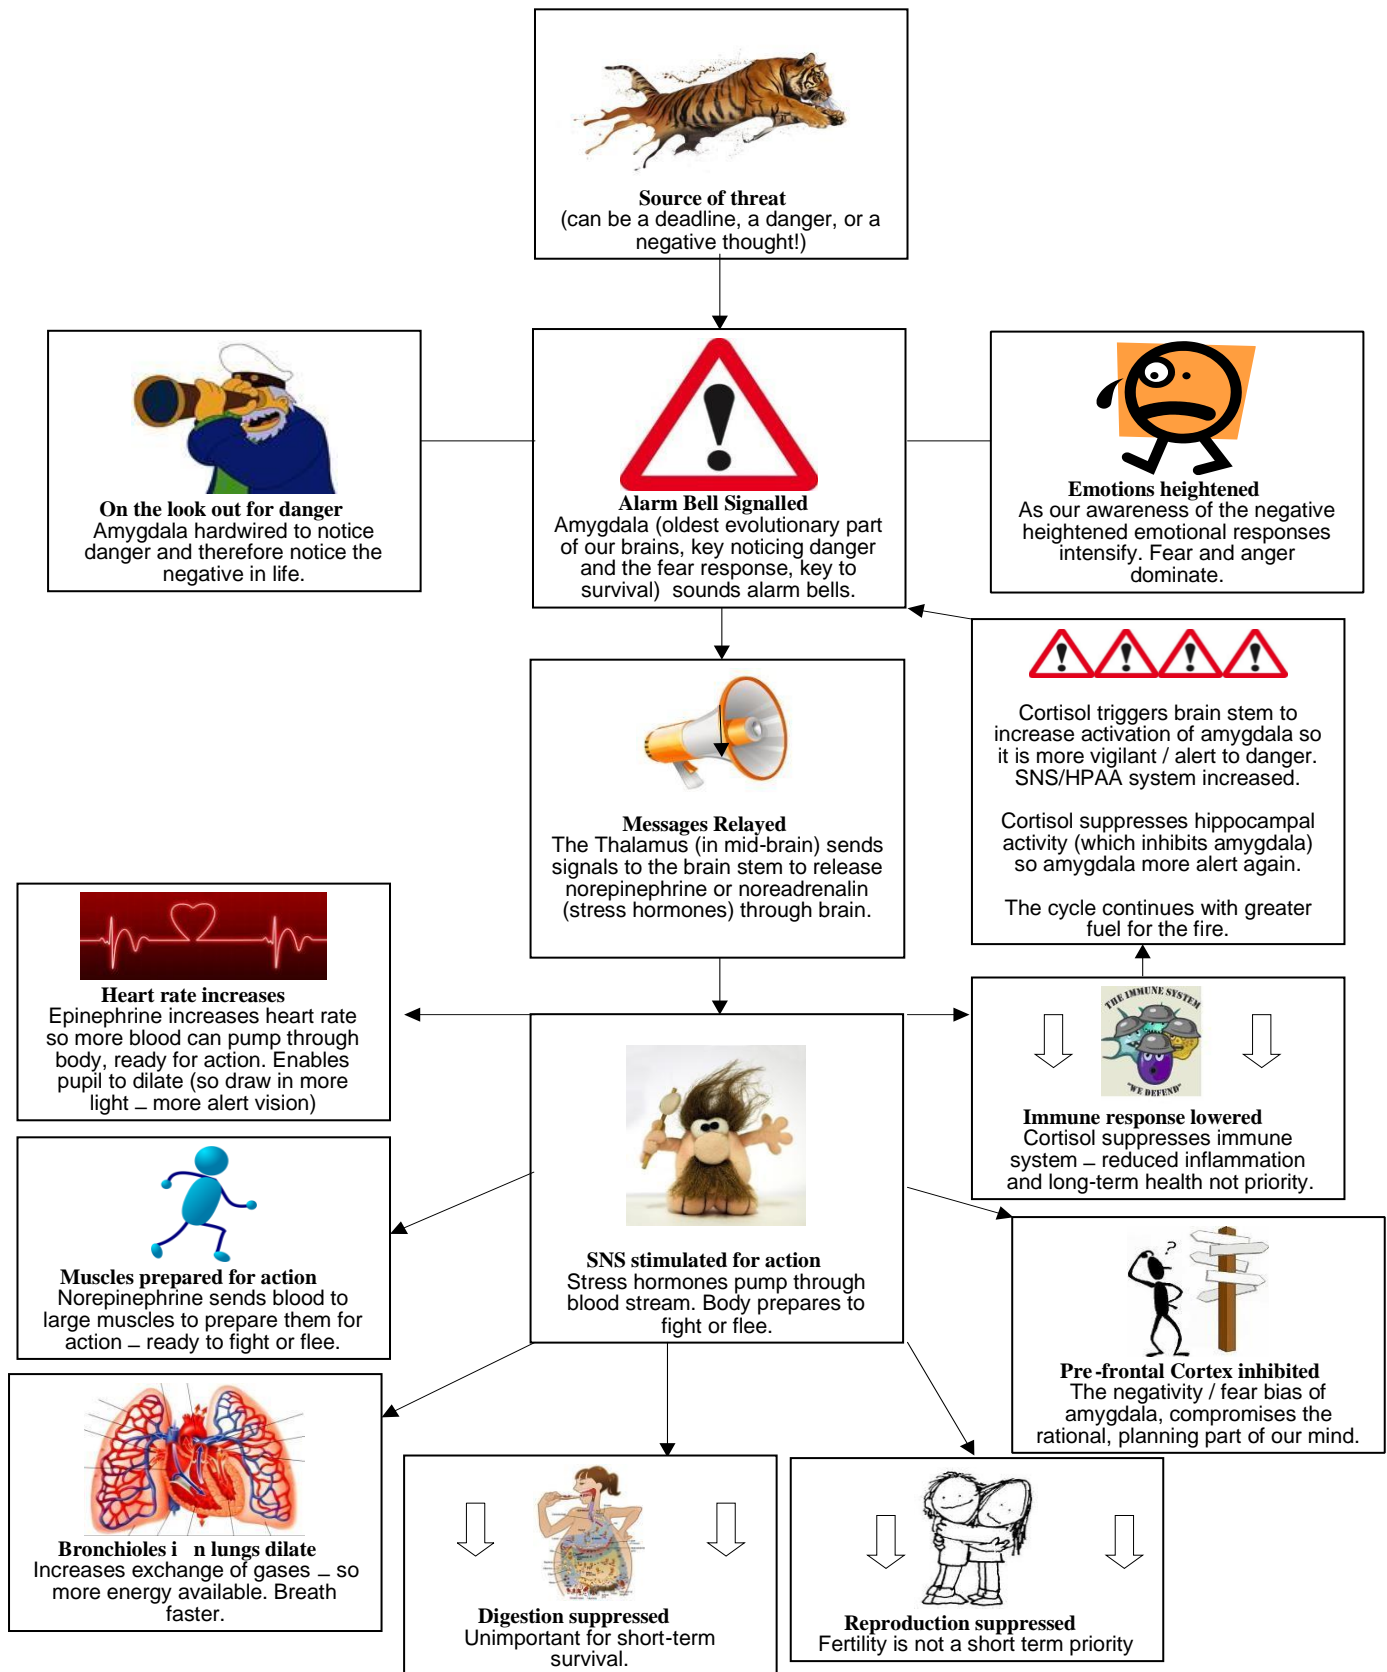 Source of threat
(can be a deadline, a danger, or a
negative thought!)
On the look out for danger
Amygdala hardwired to notice
danger and therefore notice the
negative in life.
Alarm Bell Signalled
Amygdala (oldest evolutionary part
of our brains, key noticing danger
and the fear response, key to
survival)  sounds alarm bells.
Emotions heightened
As our awareness of the negative
heightened emotional responses
intensify. Fear and anger
dominate.
Cortisol triggers brain stem to
increase activation of amygdala so
it is more vigilant / alert to danger.
SNS/HPAA system increased.
Cortisol suppresses hippocampal
activity (which inhibits amygdala)
so amygdala more alert again.
The cycle continues with greater
fuel for the fire.
Messages Relayed
The Thalamus (in mid-brain) sends
signals to the brain stem to release
norepinephrine or noreadrenalin
(stress hormones) through brain.
Heart rate increases
Epinephrine increases heart rate
so more blood can pump through
body, ready for action. Enables
pupil to dilate (so draw in more
light – more alert vision)
THE IMMUNE SYSTEM
"WE DEFEND"
Immune response lowered
Cortisol suppresses immune
system – reduced inflammation
and long-term health not priority.
Muscles prepared for action
Norepinephrine sends blood to
large muscles to prepare them for
action – ready to fight or flee.
SNS stimulated for action
Stress hormones pump through
blood stream. Body prepares to
fight or flee.
?
Pre-frontal Cortex inhibited
The negativity / fear bias of
amygdala, compromises the
rational, planning part of our mind.
Bronchioles i n lungs dilate
Increases exchange of gases – so
more energy available. Breath
faster.
Digestion suppressed
Unimportant for short-term
survival.
Reproduction suppressed
Fertility is not a short term priority